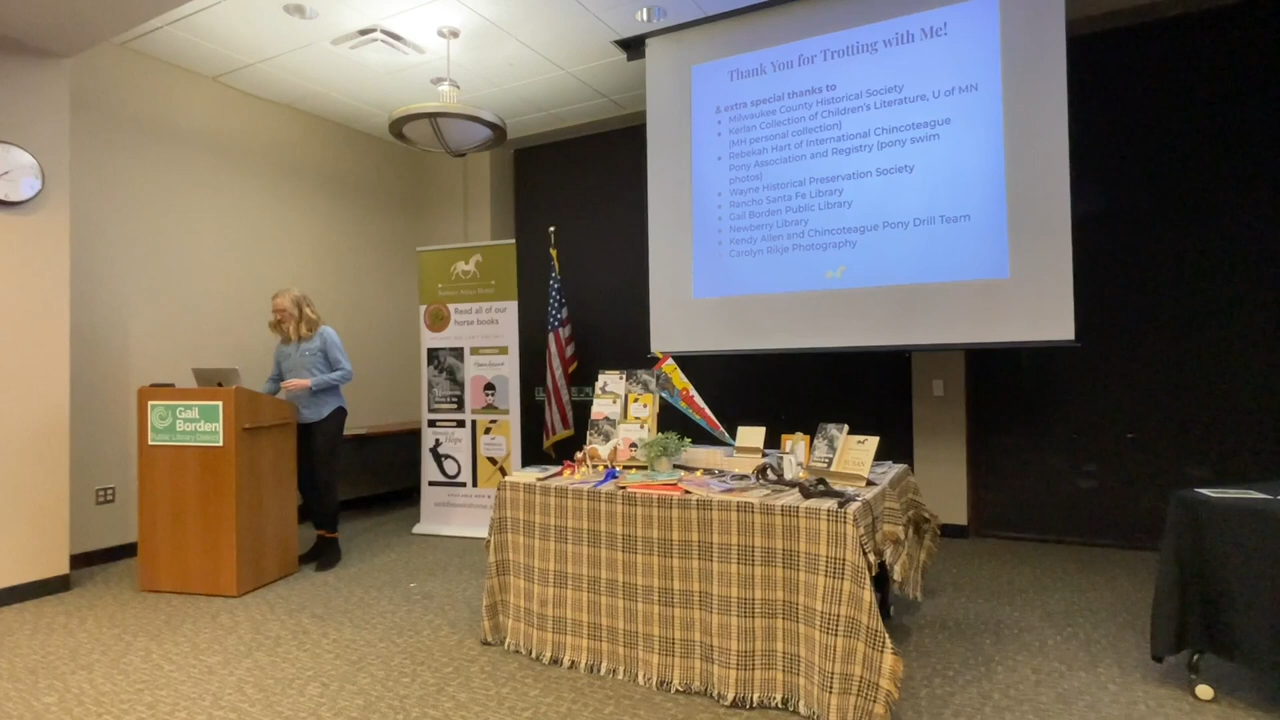 Thank You for Trotting with Me!
& extra special thanks to
Milwaukee County Historical Society
Kerlan Collection of Children's Literature, U of MN
(MH personal collection)
Rebekah Hart of International Chincoteague
Pony Association and Registry (pony swim
photos)
Wayne Historical Preservation Society
Rancho Santa Fe Library
Gail Borden Public Library
Newberry Library
Kendy Allen and Chincoteague Pony Drill Team
Carolyn Rikje Photography
Read all of our
horse books
Hope
Gail
Borden
Public Library District